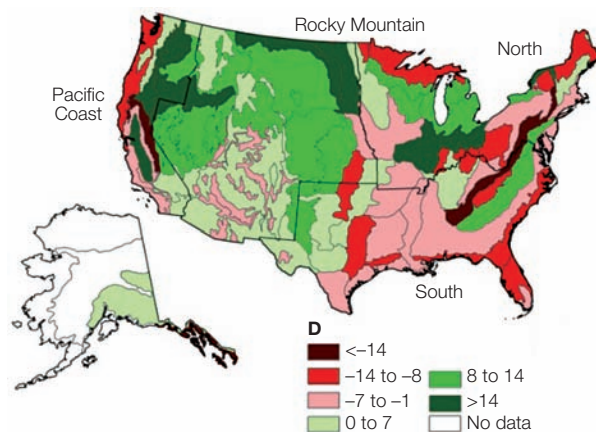 Rocky Mountain
North
Pacific
Coast
South
D
<–14
–14 to –8
–7 to –1
0 to 7
8 to 14
>14
No data